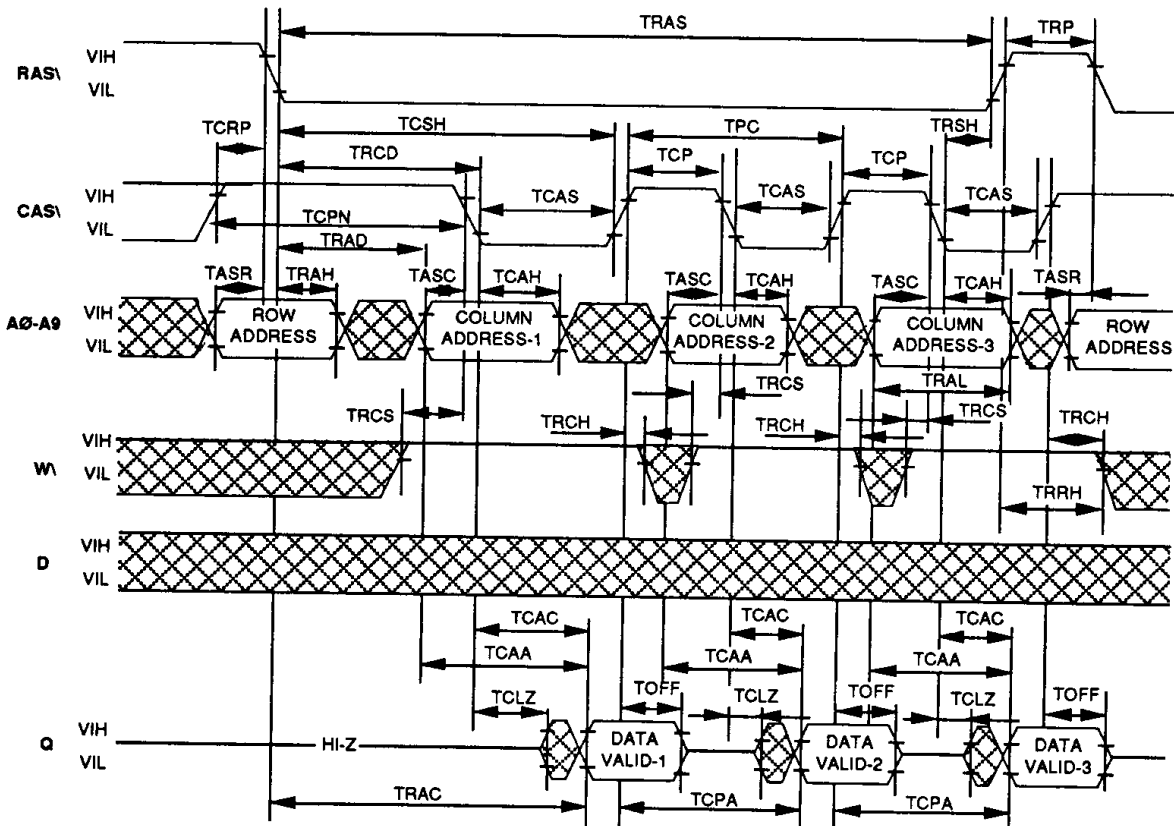 TRAS
TRP
VIH
RAS\
VIL
TCRP
TCSH
TPC
TRSH
TRCD
TCP
TCP
VIH
CAS\
TCAS
TCAS
TCAS
VIL
TCPN
TRAD
TASR
TRAH
TASC
TCAH
TASC
TCAH
TASC
TCAH
TASR
VIH
AØ-A9
VIL
ROW
ADDRESS
COLUMN
ADDRESS-1
COLUMN
ADDRESS-2
COLUMN
ADDRESS-3
ROW
ADDRESS
TRCS
TRCS
TRAL
TRCS
TRCH
TRCH
TRCH
VIH
W\
VIL
TRRH
VIH
D
VIL
TCAC
TCAC
TCAC
TCAA
TCAA
TCAA
TCLZ
TOFF
TCLZ
TOFF
TCLZ
TOFF
VIH
Q
VIL
HI-Z
DATA
VALID-1
DATA
VALID-2
DATA
VALID-3
TRAC
TCPA
TCPA